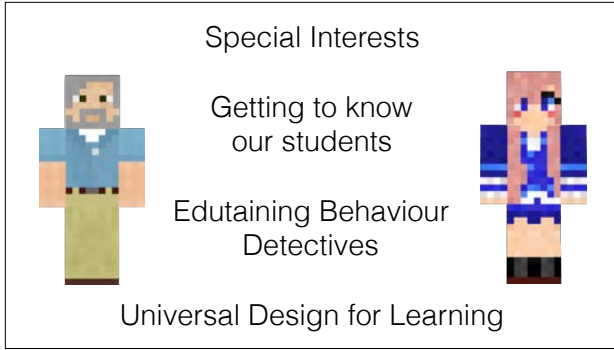 Special Interests
Getting to know
our students
Edutaining Behaviour
Detectives
Universal Design for Learning